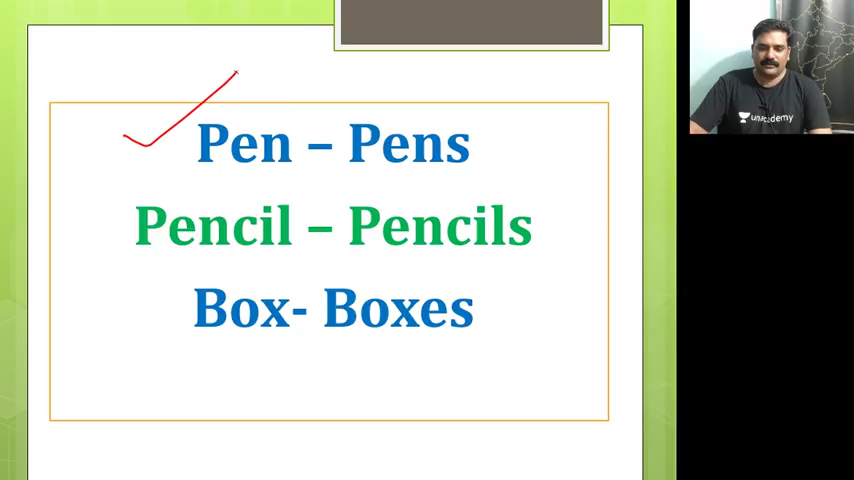 Pen – Pens
Pencil – Pencils
Box- Boxes
unacademy